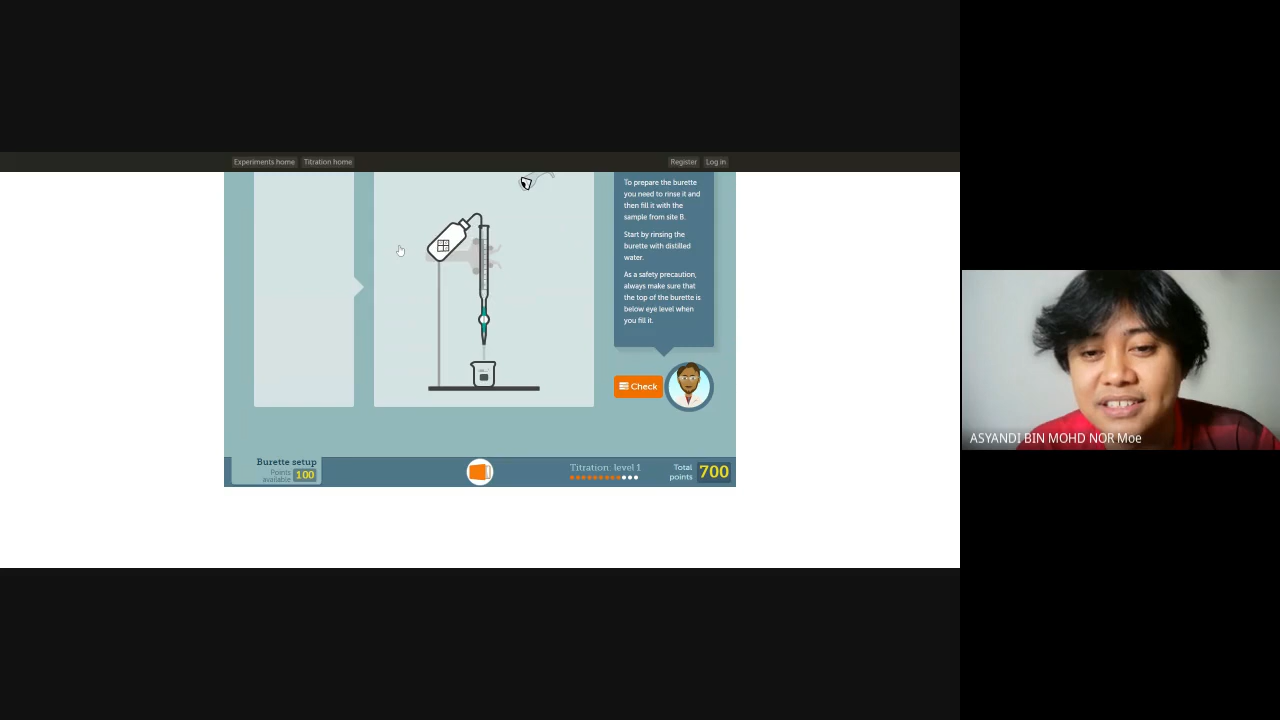 Experiments home
Titration home
Register
Log in
To prepare the burette
you need to rinse it and
then fill it with the
sample from site B.
Start by rinsing the
burette with distilled
water.
As a safety precaution,
always make sure that
the top of the burette is
below eye level when
you fill it.
Check
ASYANDI BIN MOHD NOR Moe
Burette setup
Points
available
100
Titration: level 1
Total
points
700